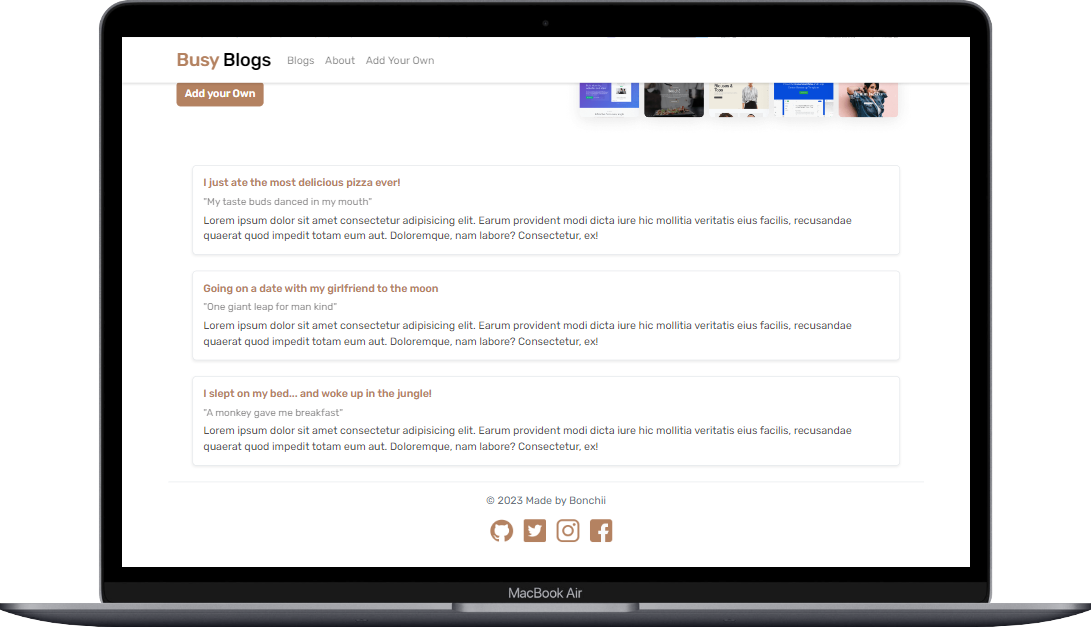 Busy Blogs
Blogs
About
Add Your Own
Add your Own
I just ate the most delicious pizza ever!
"My taste buds danced in my mouth"
Lorem ipsum dolor sit amet consectetur adipisicing elit. Earum provident modi dicta iure hic mollitia veritatis eius facilis, recusandae
quaerat quod impedit totam eum aut. Doloremque, nam labore? Consectetur, ex!
Going on a date with my girlfriend to the moon
"One giant leap for man kind"
Lorem ipsum dolor sit amet consectetur adipisicing elit. Earum provident modi dicta iure hic mollitia veritatis eius facilis, recusandae
quaerat quod impedit totam eum aut. Doloremque, nam labore? Consectetur, ex!
I slept on my bed... and woke up in the jungle!
"A monkey gave me breakfast"
Lorem ipsum dolor sit amet consectetur adipisicing elit. Earum provident modi dicta iure hic mollitia veritatis eius facilis, recusandae
quaerat quod impedit totam eum aut. Doloremque, nam labore? Consectetur, ex!
© 2023 Made by Bonchii
MacBook Air